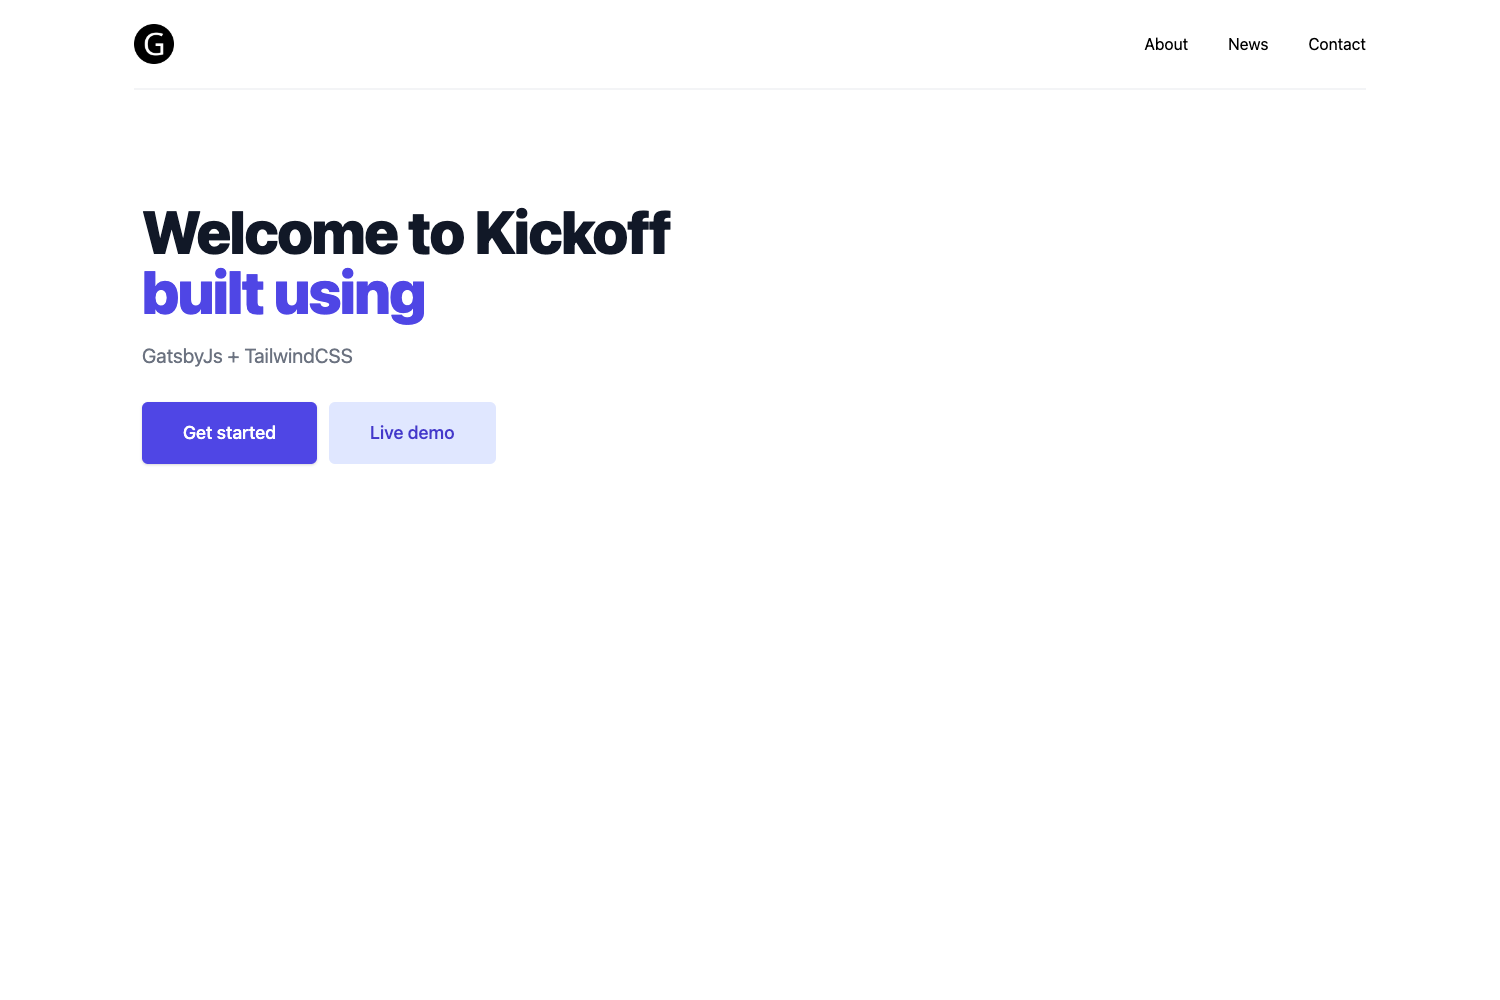 G
About
News
Contact
Welcome to Kickoff
built using
GatsbyJs + TailwindCSS
Get started
Live demo